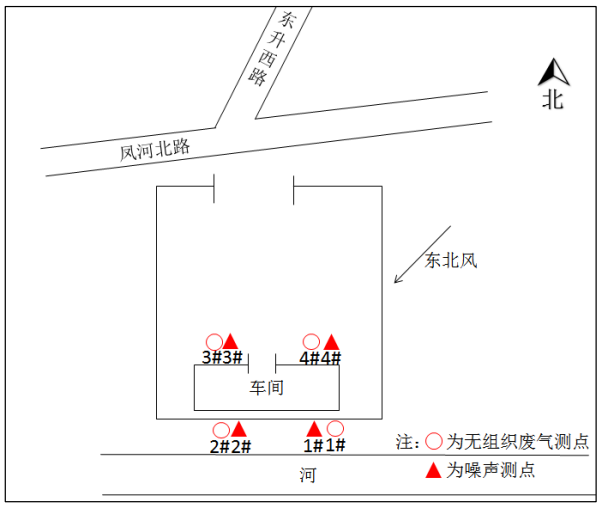 东升西路
北
凤河北路
东北风
3#3#
4#4#
车间
2#2#
1#1#
注：○为无组织废气测点
▲为噪声测点
河